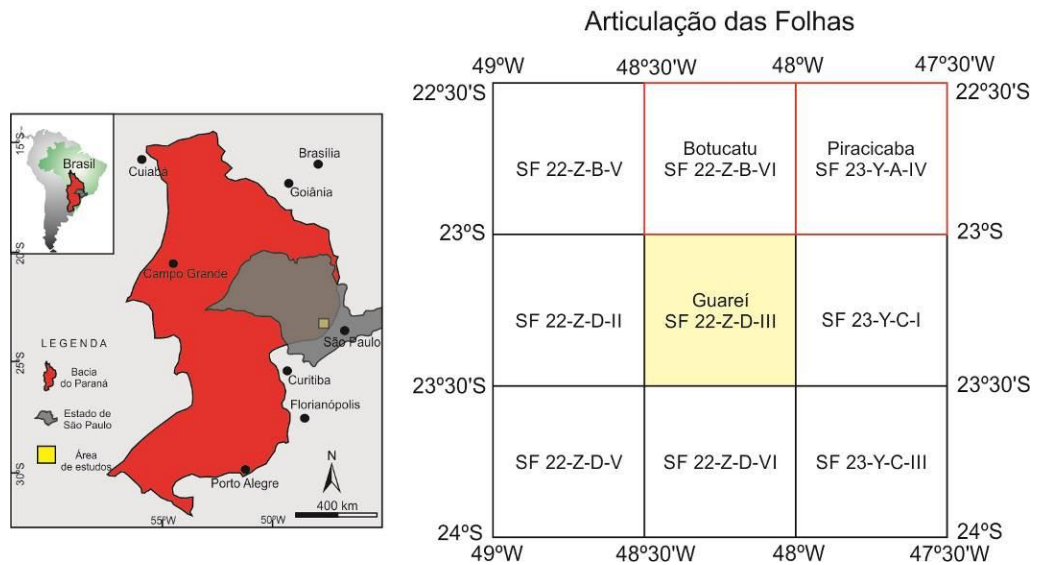 Articulação das Folhas
Brasil
15ºS
20ºS
25ºS
30ºS
Cuiabá
Brasília
Goiânia
Campo Grande
São Paulo
Curitiba
Florianópolis
Porto Alegre
LEGENDA
Bacia
do Paraná
Estado de
São Paulo
Área
de estudos
N
400 km
55ºW
50ºW
49ºW
48º30'W
48ºW
47º30'W
22º30'S
22º30'S
SF 22-Z-B-V
Botucatu
SF 22-Z-B-VI
Piracicaba
SF 23-Y-A-IV
23ºS
23ºS
SF 22-Z-D-II
Guareí
SF 22-Z-D-III
SF 23-Y-C-I
23º30'S
23º30'S
SF 22-Z-D-V
SF 22-Z-D-VI
SF 23-Y-C-III
24ºS
24ºS
49ºW
48º30'W
48ºW
47º30'W